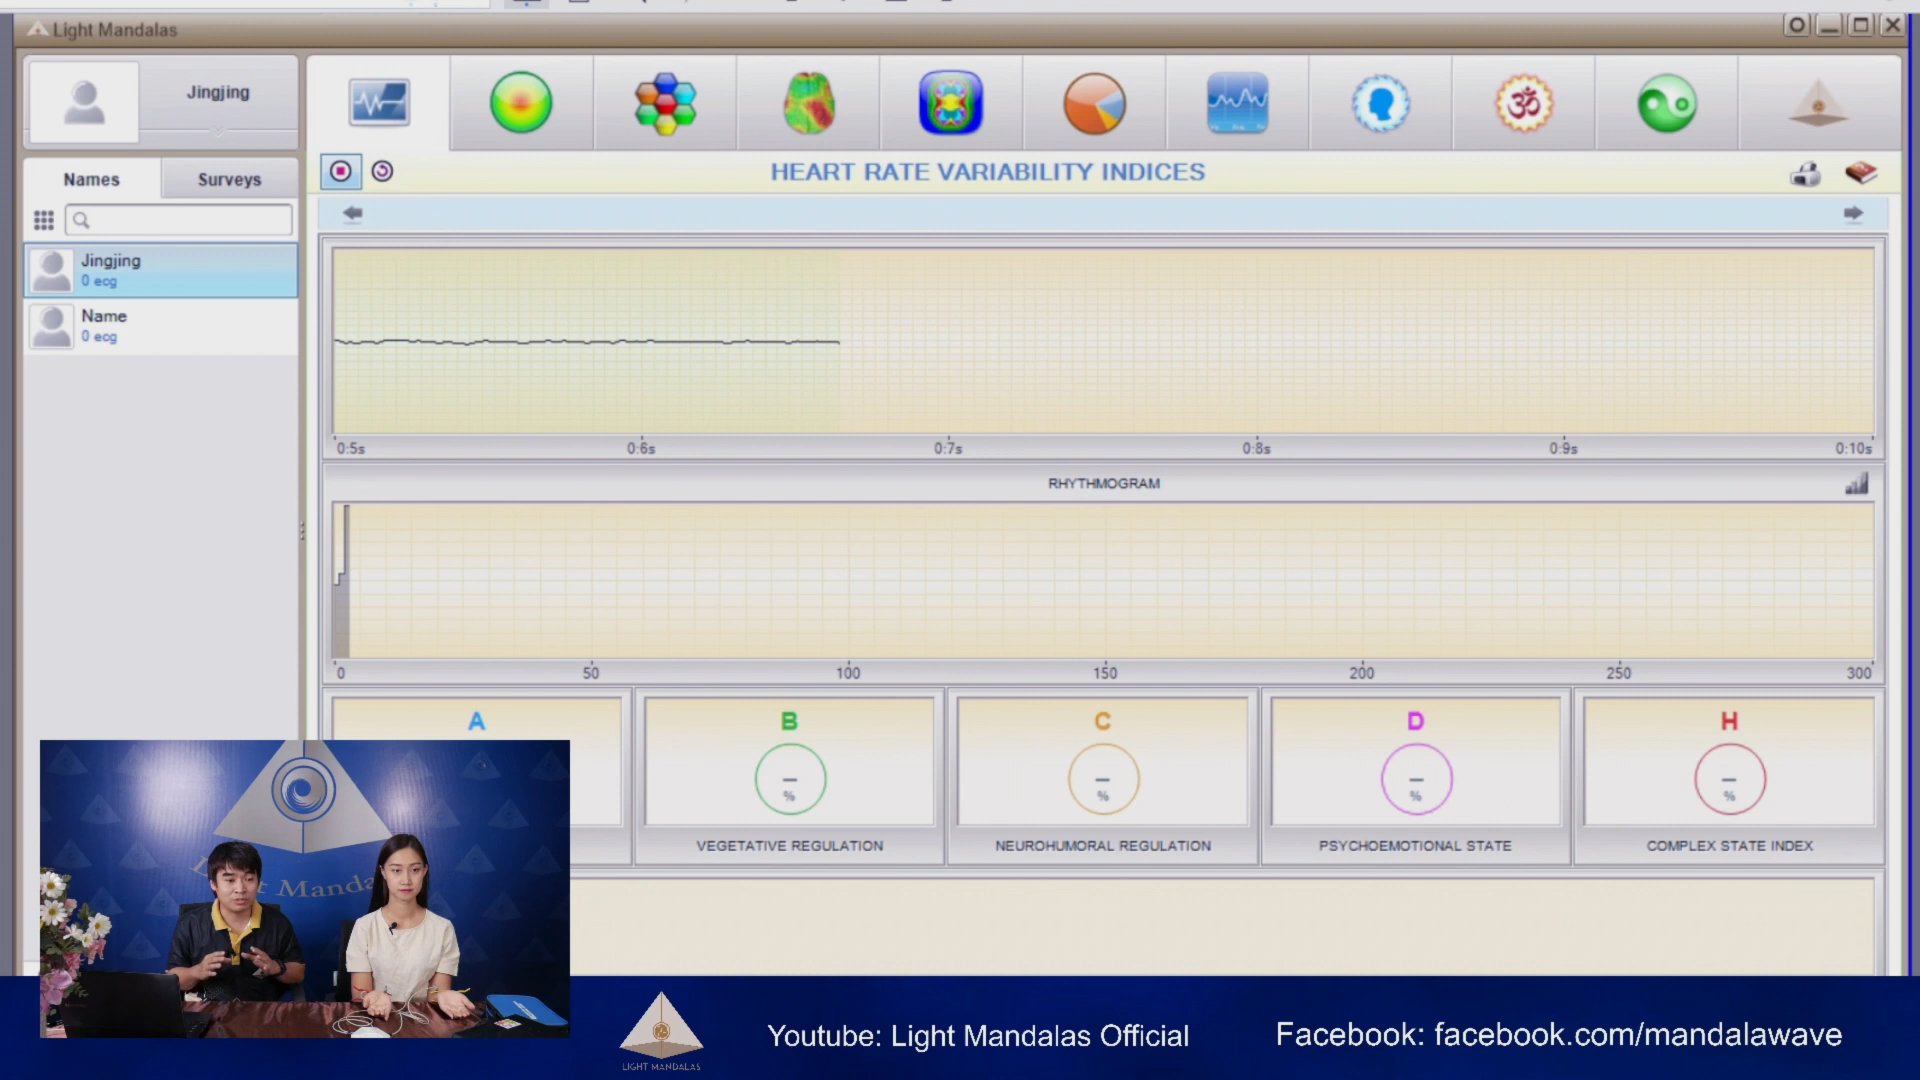 Light Mandalas
Jingjing
Names
Surveys
HEART RATE VARIABILITY INDICES
Jingjing
0 ecg
Name
0 ecg
0:5s
0:6s
0:7s
0:8s
0:9s
0:10s
RHYTHMOGRAM
0
50
100
150
200
250
300
A
B
C
D
H
–
%
–
%
–
%
–
%
VEGETATIVE REGULATION
NEUROHUMORAL REGULATION
PSYCHOEMOTIONAL STATE
COMPLEX STATE INDEX
LIGHT MANDALAS
Youtube: Light Mandalas Official
Facebook: facebook.com/mandalawave